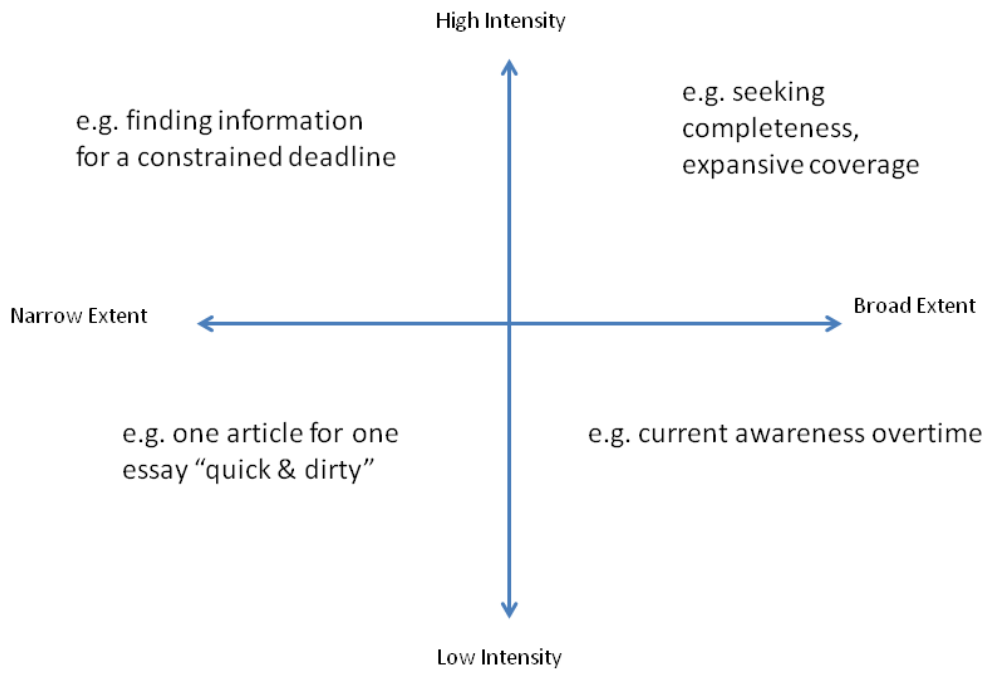 High Intensity
e.g. finding information
for a constrained deadline
e.g. seeking
completeness,
expansive coverage
Narrow Extent
Broad Extent
e.g. one article for one
essay “quick & dirty”
e.g. current awareness overtime
Low Intensity